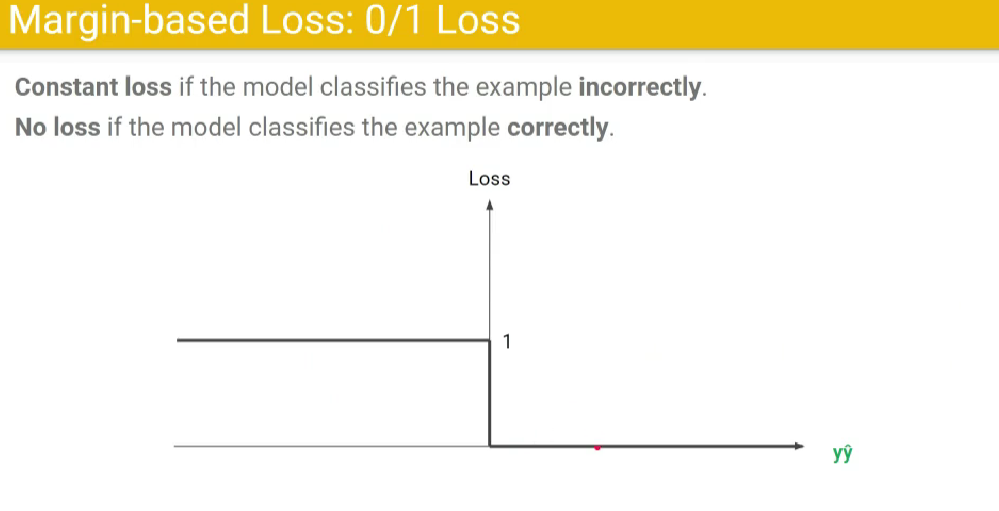 Margin-based Loss: 0/1 Loss
Constant loss if the model classifies the example incorrectly.
No loss if the model classifies the example correctly.
Loss
1
yŷ